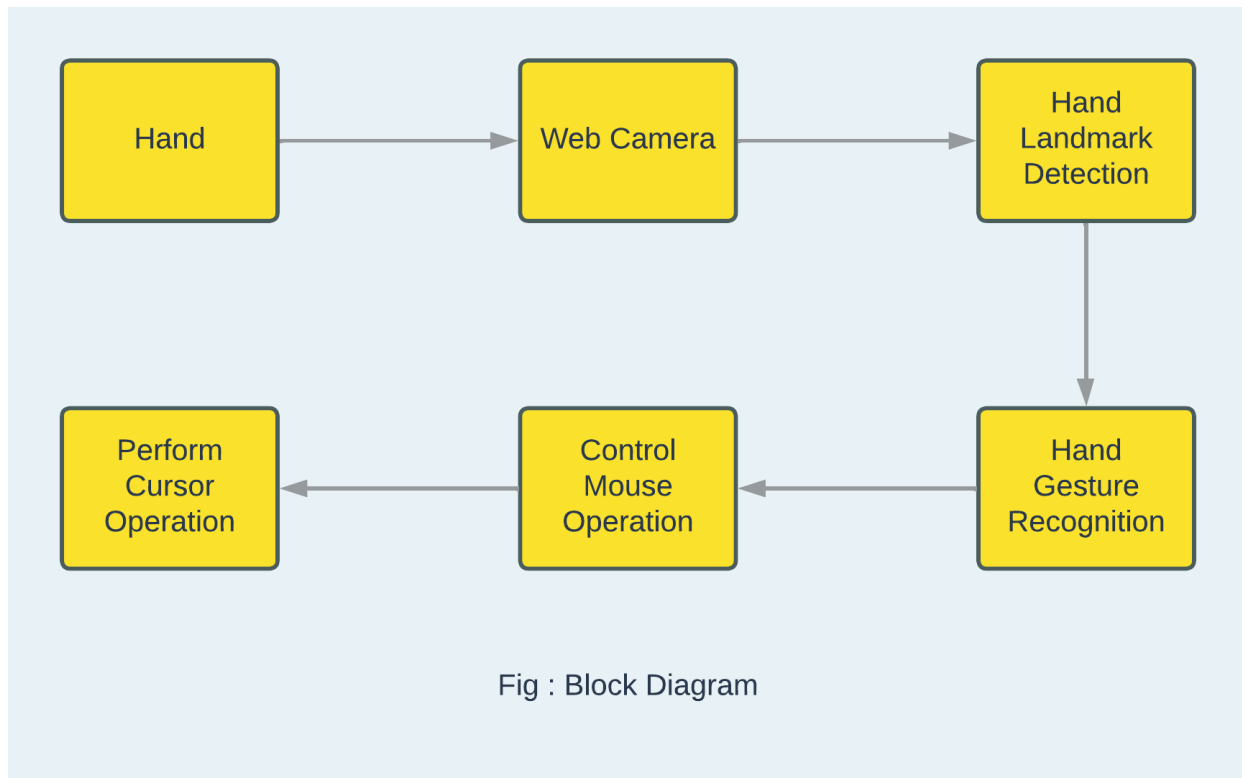 Hand
Web Camera
Hand
Landmark
Detection
Hand
Gesture
Recognition
Control
Mouse
Operation
Perform
Cursor
Operation
Fig : Block Diagram